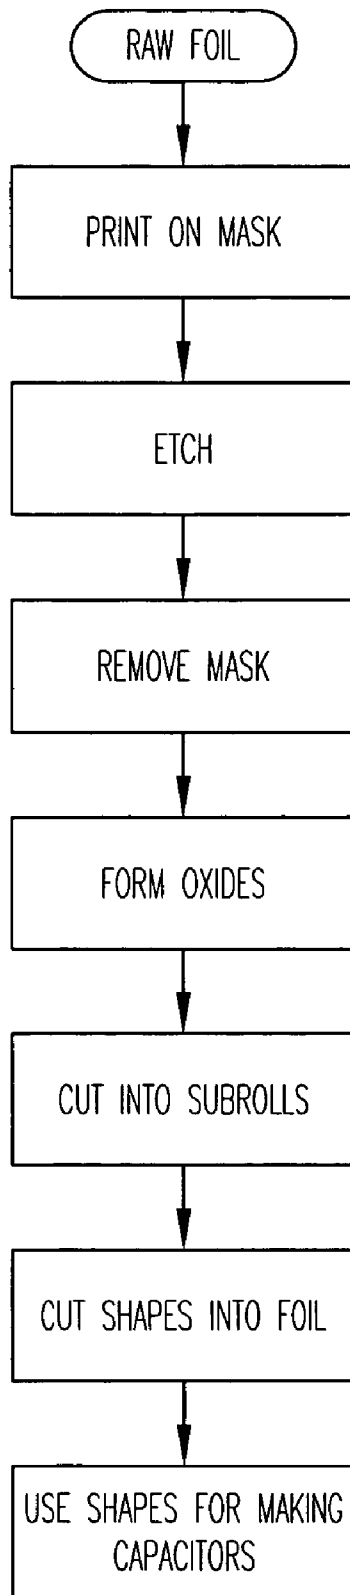 RAW FOIL
PRINT ON MASK
ETCH
REMOVE MASK
FORM OXIDES
CUT INTO SUBROLLS
CUT SHAPES INTO FOIL
USE SHAPES FOR MAKING
CAPACITORS